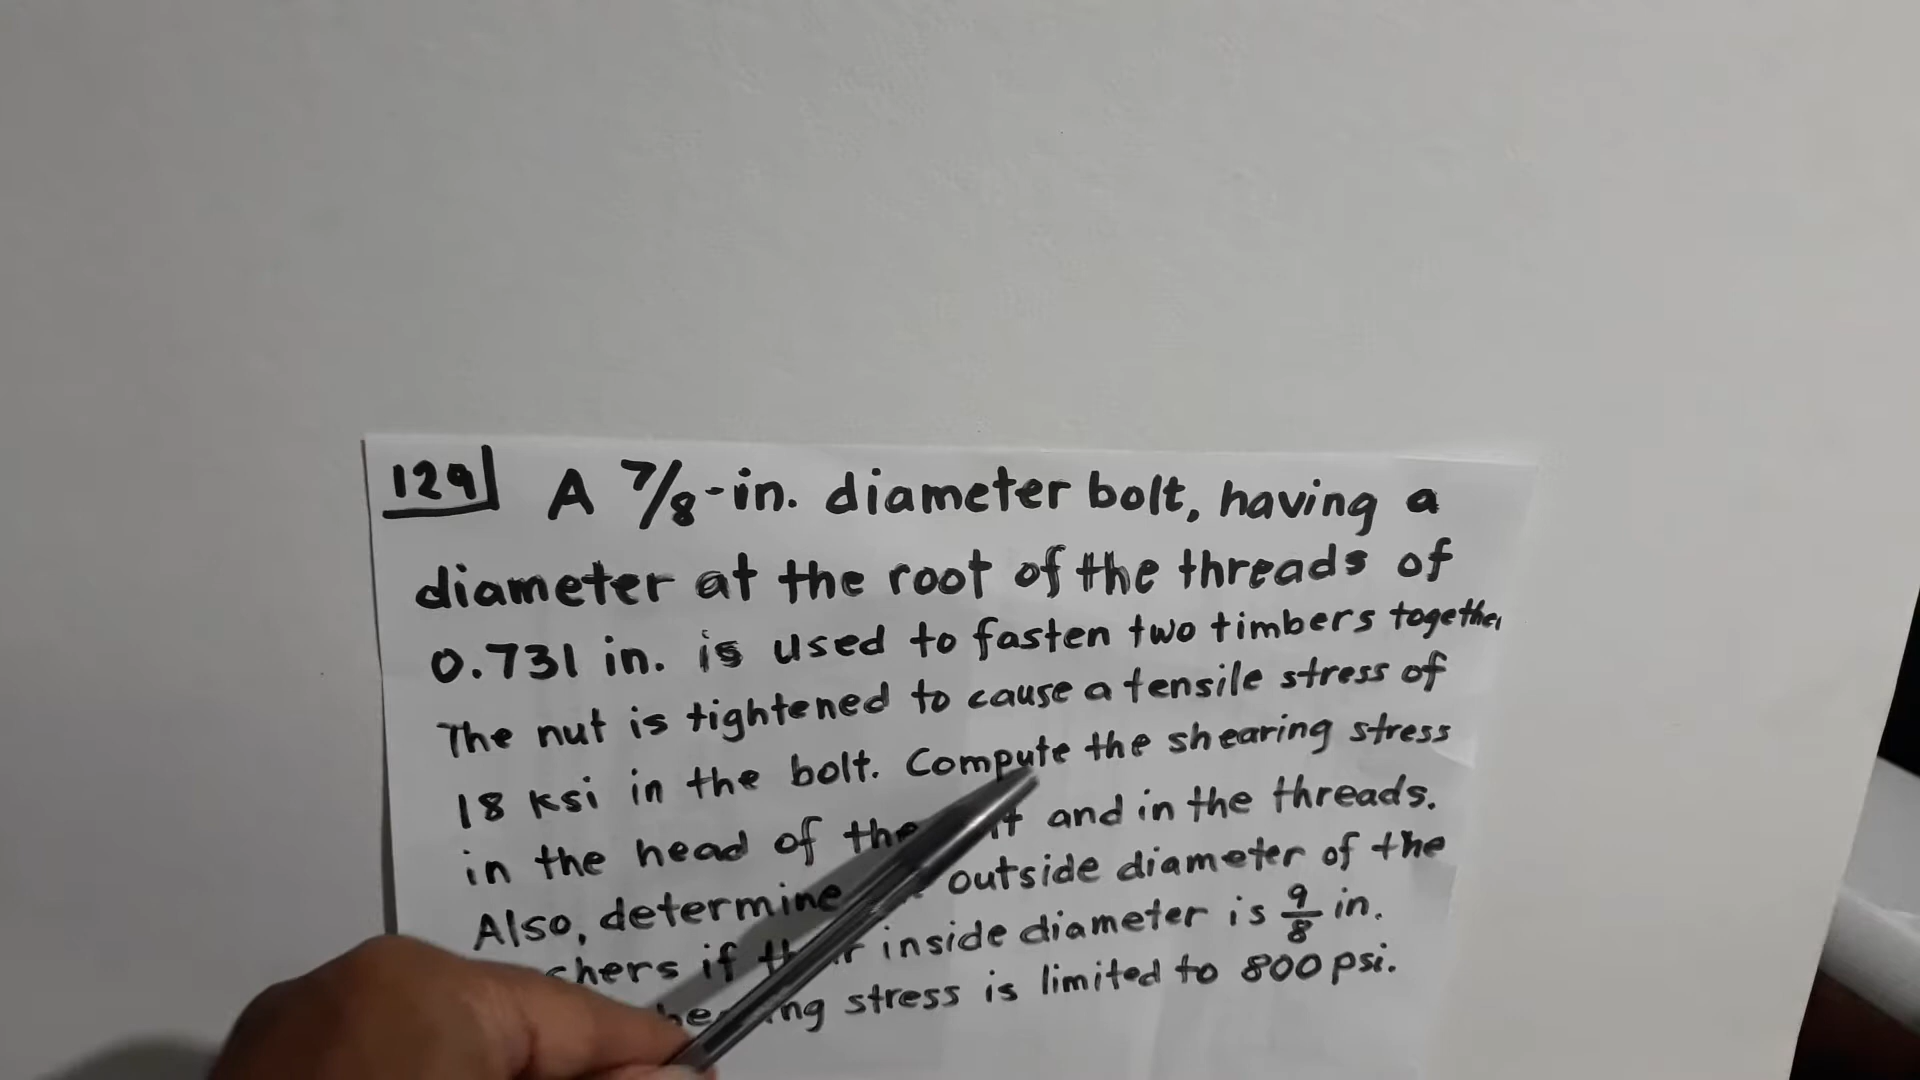 129 A 7/8-in. diameter bolt, having a
diameter at the root of the threads of
0.731 in. is used to fasten two timbers together
The nut is tightened to cause a tensile stress of
18 ksi in the bolt. Compute the shearing stress
in the head of the and in the threads.
Also, determine outside diameter of the
if inside diameter is 9/8 in.
stress is limited to 800 psi.